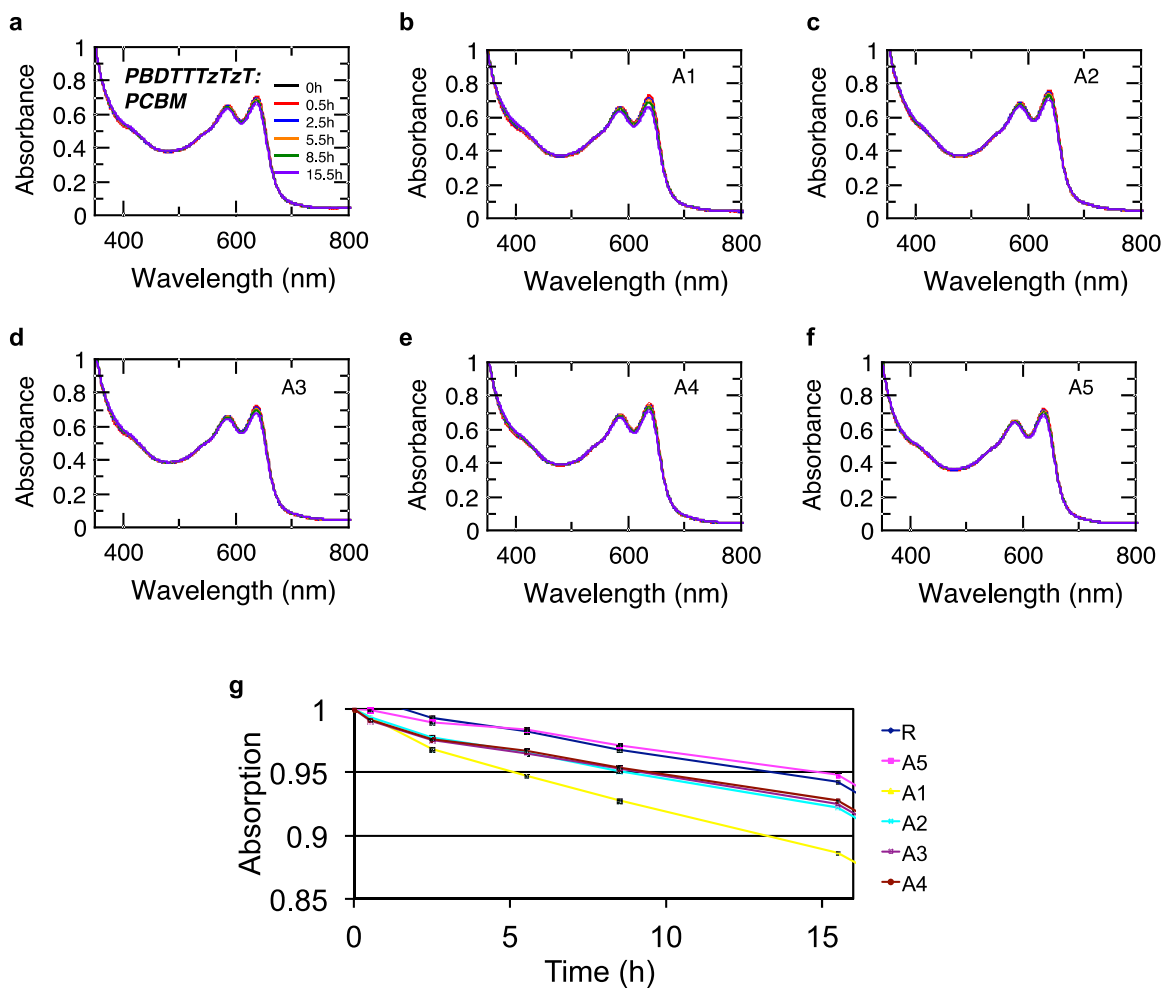 a
PBDTTTzTzT:
PCBM
0h
0.5h
2.5h
5.5h
8.5h
15.5h
1
0.8
0.6
0.4
0.2
0
Absorbance
400 600 800
Wavelength (nm)
b
A1
1
0.8
0.6
0.4
0.2
0
Absorbance
400 600 800
Wavelength (nm)
c
A2
1
0.8
0.6
0.4
0.2
0
Absorbance
400 600 800
Wavelength (nm)
d
A3
1
0.8
0.6
0.4
0.2
0
Absorbance
400 600 800
Wavelength (nm)
e
A4
1
0.8
0.6
0.4
0.2
0
Absorbance
400 600 800
Wavelength (nm)
f
A5
1
0.8
0.6
0.4
0.2
0
Absorbance
400 600 800
Wavelength (nm)
g
1
0.95
0.9
0.85
Absorption
0 5 10 15
Time (h)
R
A5
A1
A2
A3
A4